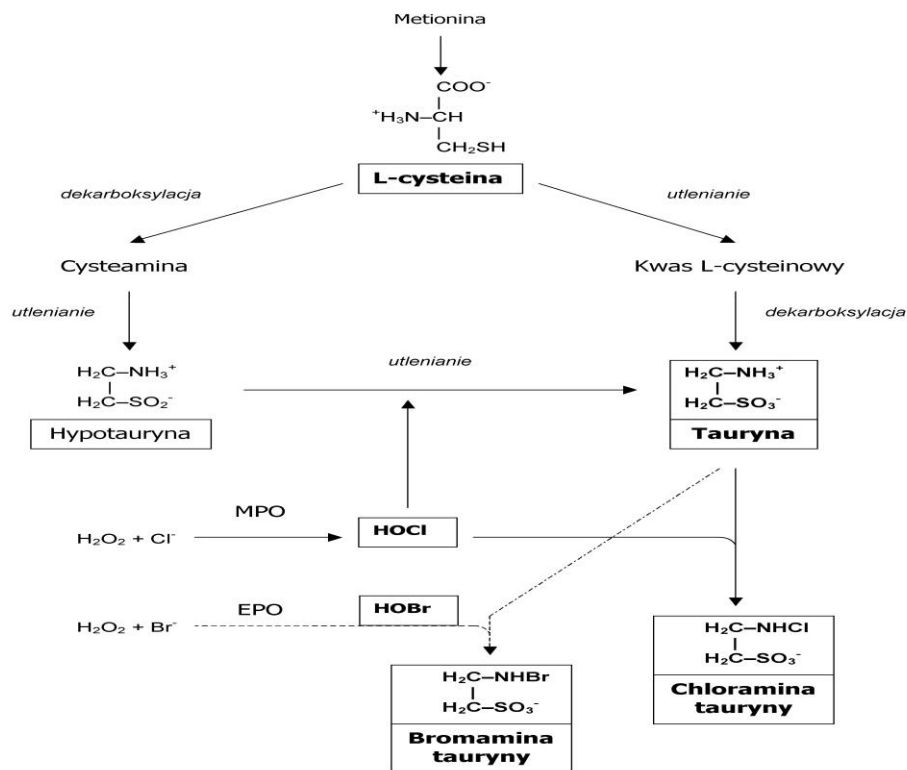 Metionina
COO⁻
⁺H₃N–CH
CH₂SH
L-cysteina
dekarboksylacja
utlenianie
Cysteamina
Kwas L-cysteinowy
utlenianie
dekarboksylacja
H₂C–NH₃⁺
H₂C–SO₂⁻
Hypotauryna
utlenianie
H₂C–NH₃⁺
H₂C–SO₃⁻
Tauryna
MPO
H₂O₂ + Cl⁻
HOCl
EPO
HOBr
H₂O₂ + Br⁻
H₂C–NHBr
H₂C–SO₃⁻
Bromamina
tauryny
H₂C–NHCl
H₂C–SO₃⁻
Chloramina
tauryny